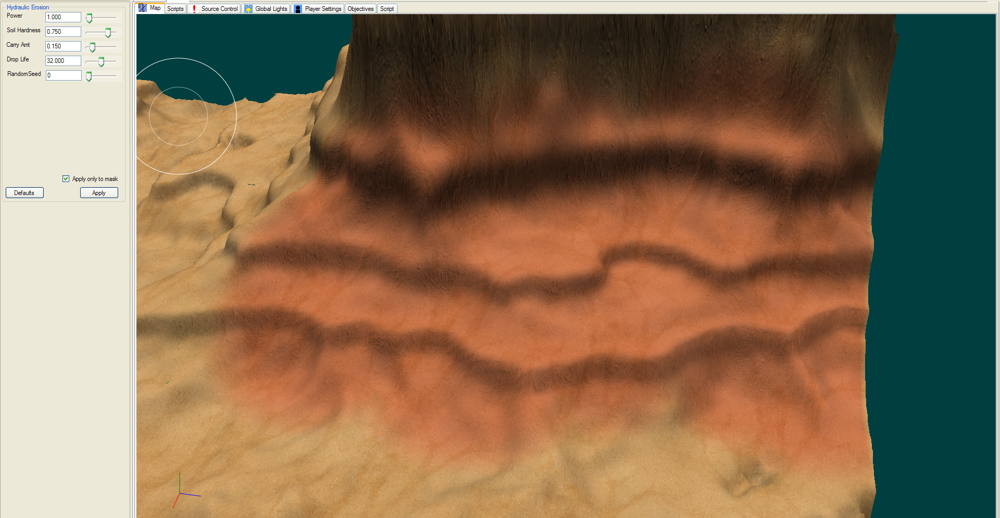 Hydraulic Erosion
Power 1.000
Soil Hardness 0.750
Carry Amt 0.150
Drop Life 32.000
RandomSeed 0
Apply only to mask
Defaults Apply
Map Scripts Source Control Global Lights Player Settings Objectives Script